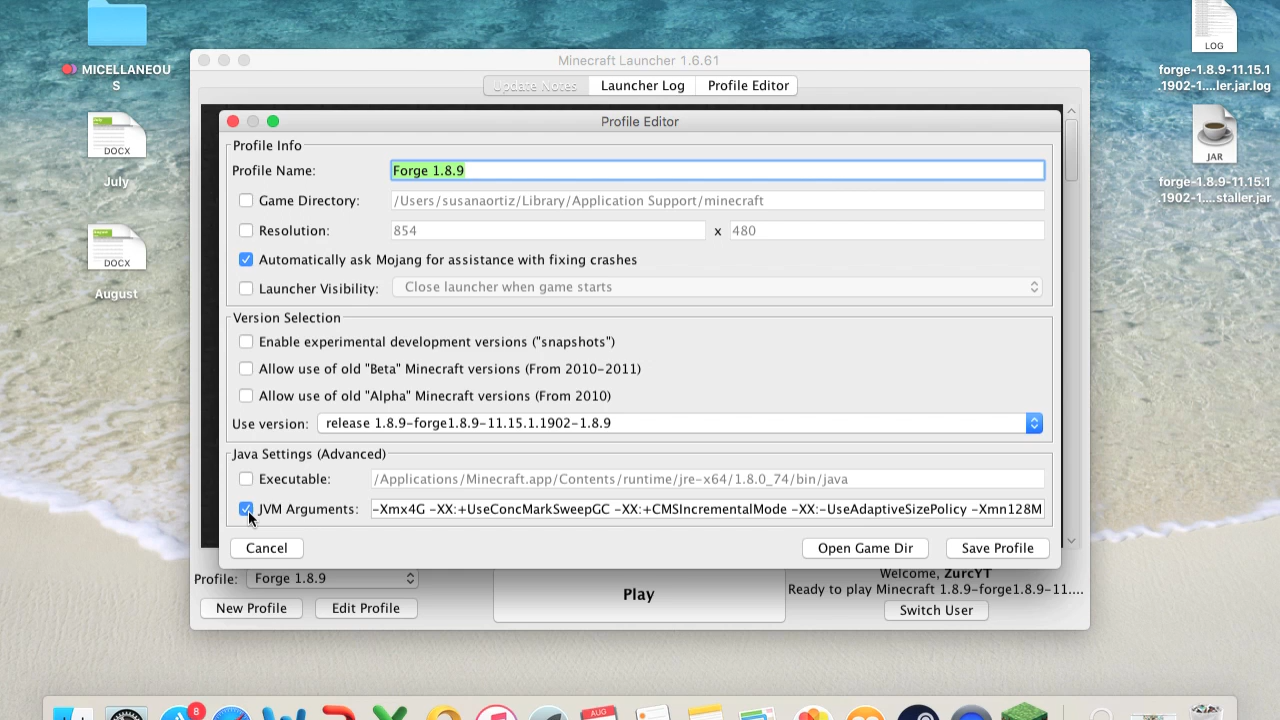 MICELLANEOU
S
DOCX
July
DOCX
August
LOG
forge-1.8.9-11.15.1
.1902-1....ler.jar.log
JAR
forge-1.8.9-11.15.1
.1902-1....staller.jar
Minecraft Launcher 1.6.61
Launcher Log
Profile Editor
Profile Editor
Profile Info
Profile Name:
Forge 1.8.9
Game Directory:
/Library/Application Support/minecraft
Resolution:
854
x
480
Automatically ask Mojang for assistance with fixing crashes
Launcher Visibility:
Close launcher when game starts
Version Selection
Enable experimental development versions ("snapshots")
Allow use of old "Beta" Minecraft versions (From 2010-2011)
Allow use of old "Alpha" Minecraft versions (From 2010)
Use version:
release 1.8.9-forge1.8.9-11.15.1.1902-1.8.9
Java Settings (Advanced)
Executable:
/Applications/Minecraft.app/Contents/runtime/jre-x64/1.8.0_74/bin/java
JVM Arguments:
-Xmx4G -XX:+UseConcMarkSweepGC -XX:+CMSIncrementalMode -XX:-UseAdaptiveSizePolicy -Xmn128M
Cancel
Open Game Dir
Save Profile
Profile:
Forge 1.8.9
New Profile
Edit Profile
Play
Welcome, ZurcYT
Ready to play Minecraft 1.8.9-forge1.8.9-11....
Switch User
8
AUG